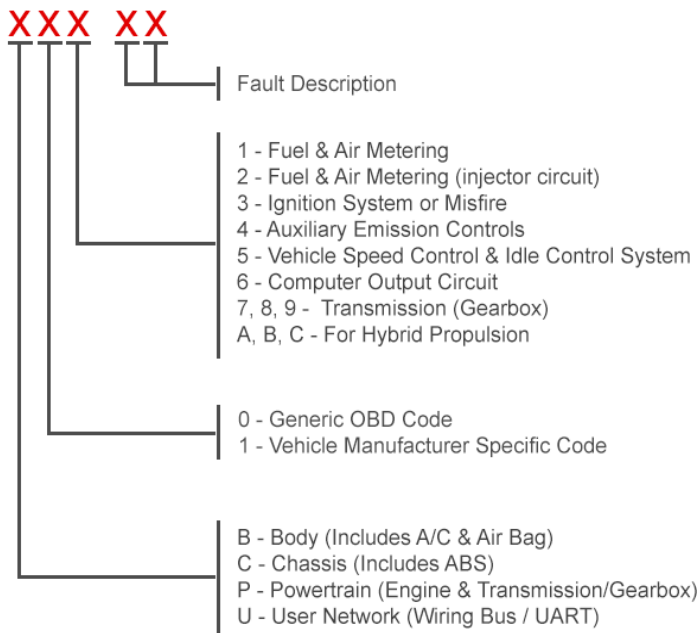 XXX XX
Fault Description
1 - Fuel & Air Metering
2 - Fuel & Air Metering (injector circuit)
3 - Ignition System or Misfire
4 - Auxiliary Emission Controls
5 - Vehicle Speed Control & Idle Control System
6 - Computer Output Circuit
7, 8, 9 - Transmission (Gearbox)
A, B, C - For Hybrid Propulsion
0 - Generic OBD Code
1 - Vehicle Manufacturer Specific Code
B - Body (Includes A/C & Air Bag)
C - Chassis (Includes ABS)
P - Powertrain (Engine & Transmission/Gearbox)
U - User Network (Wiring Bus / UART)